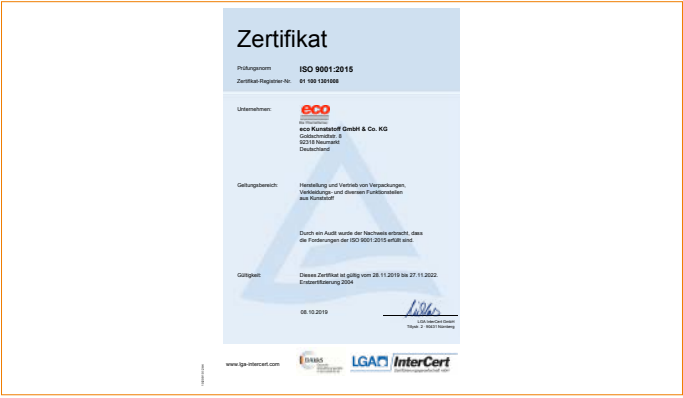 Zertifikat
Prüfungsnorm ISO 9001:2015
Zertifikat-Registrier-Nr. 01 100 1301008
Unternehmen:
eco
eco Kunststoff GmbH & Co. KG
Goldschmidtstr. 8
92318 Neumarkt
Deutschland
Geltungsbereich: Herstellung und Vertrieb von Verpackungen,
Verkleidungs- und diversen Funktionsteilen
aus Kunststoff
Durch ein Audit wurde der Nachweis erbracht, dass
die Forderungen der ISO 9001:2015 erfüllt sind.
Gültigkeit: Dieses Zertifikat ist gültig vom 28.11.2019 bis 27.11.2022.
Erstzertifizierung 2004
08.10.2019
LGA InterCert GmbH
Tillystr. 2 · 90431 Nürnberg
www.lga-intercert.com
DAkkS
LGA InterCert